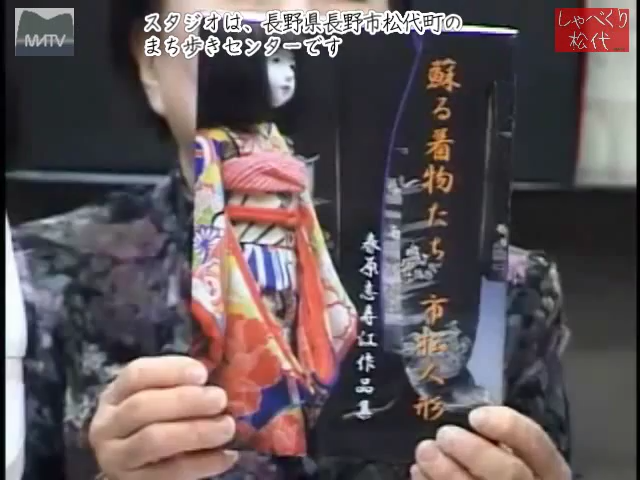 MATV
スタジオは、長野県長野市松代町の
まち歩きセンターです
しゃべくり
松代
蘇る着物たち 市松人形
春原恵寿江作品集